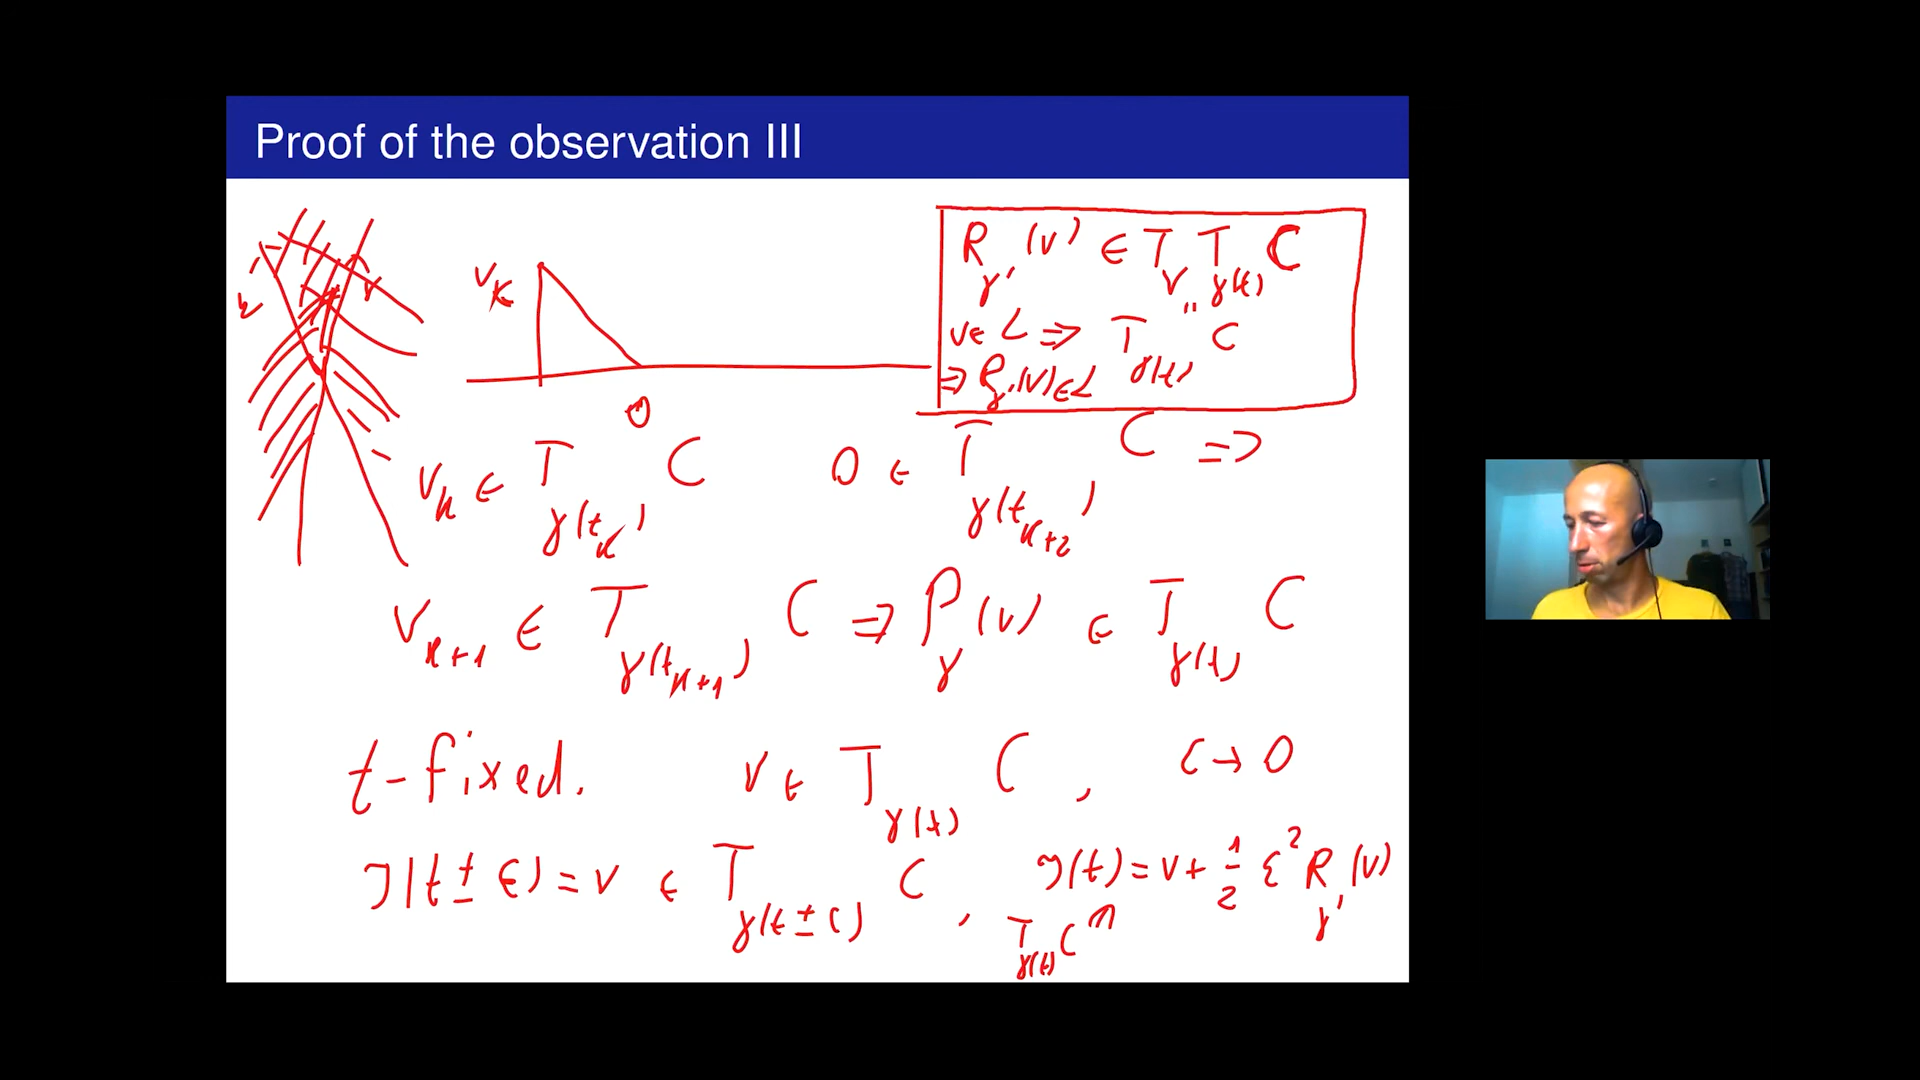 Proof of the observation III
v_k
0
R_γ'(v) ∈ T_v T_γ(t) C
v ∈ L ⇒ T_γ(t) C
⇒ R_γ'(v) ∈ L
v_k ∈ T_γ(t_k) C   0 ∈ T_γ(t_k+2) C ⇒
v_k+1 ∈ T_γ(t_k+1) C ⇒ P_γ(v) ∈ T_γ(t) C
t-fixed. v ∈ T_γ(t) C, ε → 0
J(t ± ε) = v ∈ T_γ(t±ε) C, J(t) = v + 1/2 ε² R_γ'(v)
T_γ(t) C